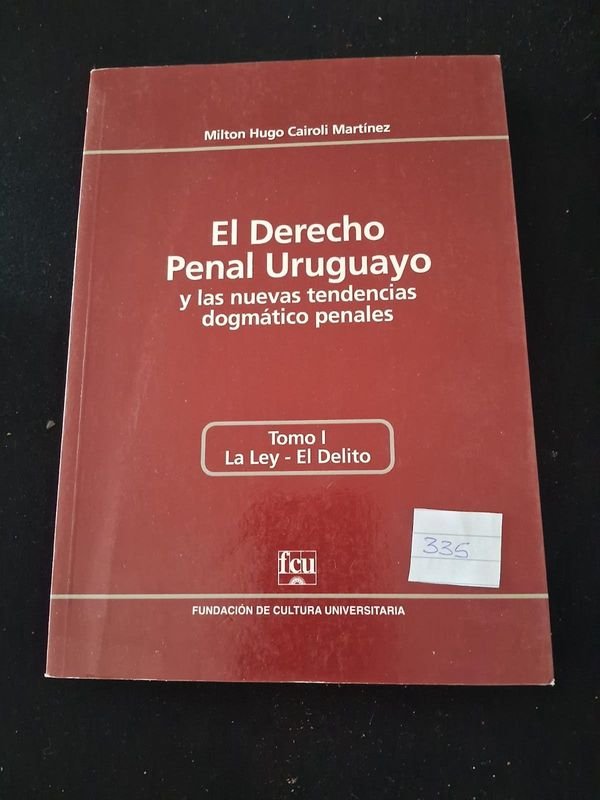 Milton Hugo Cairoli Martínez
El Derecho
Penal Uruguayo
y las nuevas tendencias
dogmático penales
Tomo I
La Ley - El Delito
335
fcu
FUNDACIÓN DE CULTURA UNIVERSITARIA